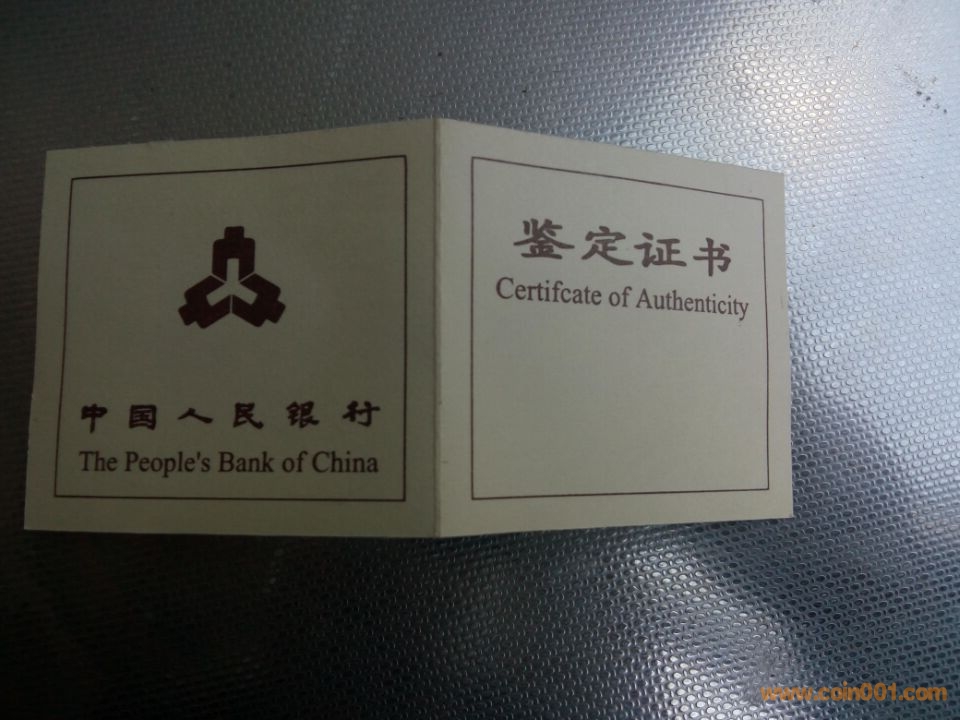 中国人民银行
The People's Bank of China
鉴定证书
Certifcate of Authenticity
www.coin001.com